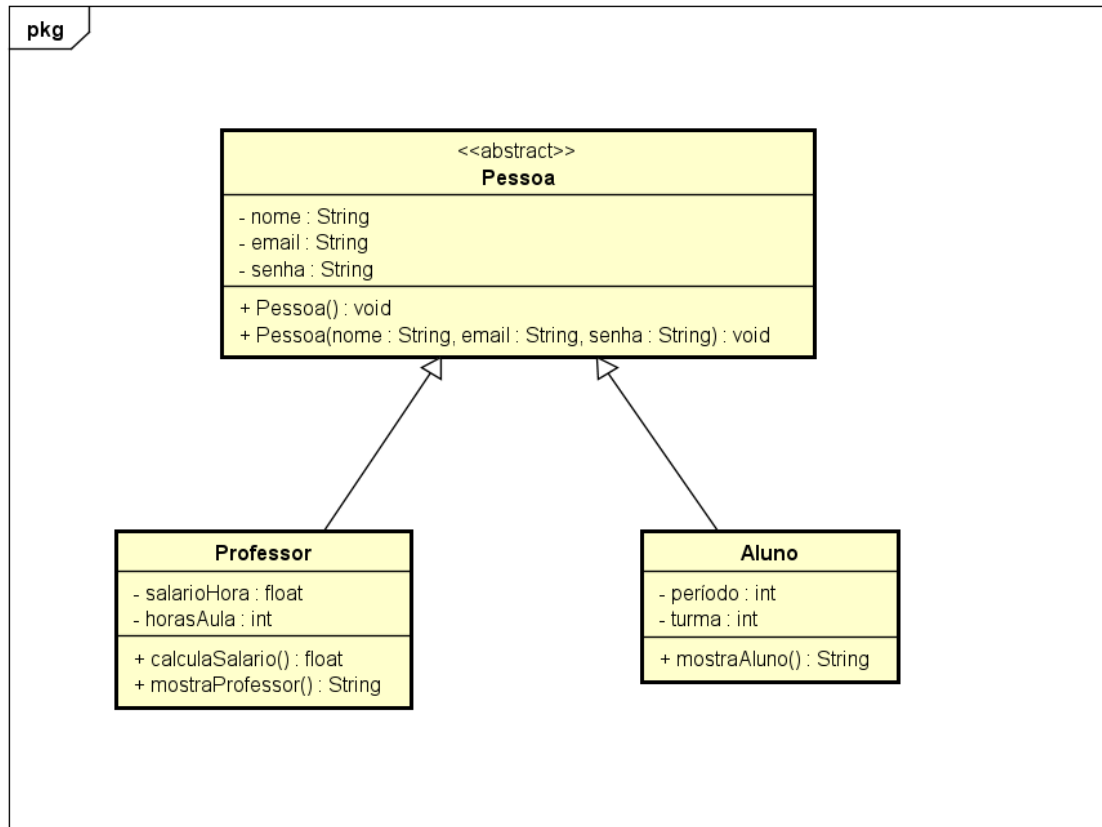 pkg
<<abstract>>
Pessoa
- nome : String
- email : String
- senha : String
+ Pessoa() : void
+ Pessoa(nome : String, email : String, senha : String) : void
Professor
- salarioHora : float
- horasAula : int
+ calculaSalario() : float
+ mostraProfessor() : String
Aluno
- período : int
- turma : int
+ mostraAluno() : String